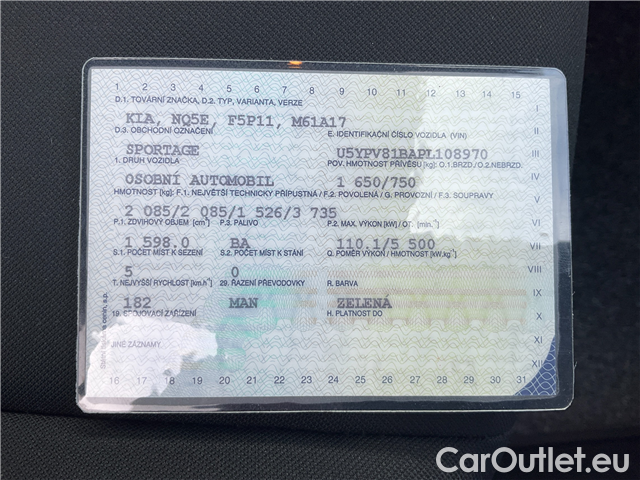 1 2 3 4 5 6 7 8 9 10 11 12 13 14 15
D.1. TOVÁRNÍ ZNAČKA, D.2. TYP, VARIANTA, VERZE
I
KIA, NQ5E, F5P11, M61A17
D.3. OBCHODNÍ OZNAČENÍ E. IDENTIFIKAČNÍ ČÍSLO VOZIDLA (VIN)
II
SPORTAGE U5YPV81BAPL108970
1. DRUH VOZIDLA POV. HMOTNOST PŘÍVĚSU [kg]: O.1.BRZD./O.2.NEBRZD.
III
OSOBNÍ AUTOMOBIL 1 650/750
IV
HMOTNOST [kg]: F.1. NEJVĚTŠÍ TECHNICKY PŘÍPUSTNÁ / F.2. POVOLENÁ / G. PROVOZNÍ / F.3. SOUPRAVY
V
2 085/2 085/1 526/3 735
P.1. ZDVIHOVÝ OBJEM [cm³] P.3. PALIVO P.2. MAX. VÝKON [kW] / OT. [min.⁻¹]
VI
1 598.0 BA 110.1/5 500
VII
S.1. POČET MÍST K SEZENÍ S.2. POČET MÍST K STÁNÍ Q. POMĚR VÝKON / HMOTNOST [kW.kg⁻¹]
5 0
VIII
T. NEJVYŠŠÍ RYCHLOST [km.h⁻¹] 29. ŘAZENÍ PŘEVODOVKY R. BARVA
182 MAN ZELENÁ
IX
19. SPOJOVACÍ ZAŘÍZENÍ H. PLATNOST DO
X
JINÉ ZÁZNAMY
XI
XII
16 17 18 19 20 21 22 23 24 25 26 27 28 29 30 31
CarOutlet.eu